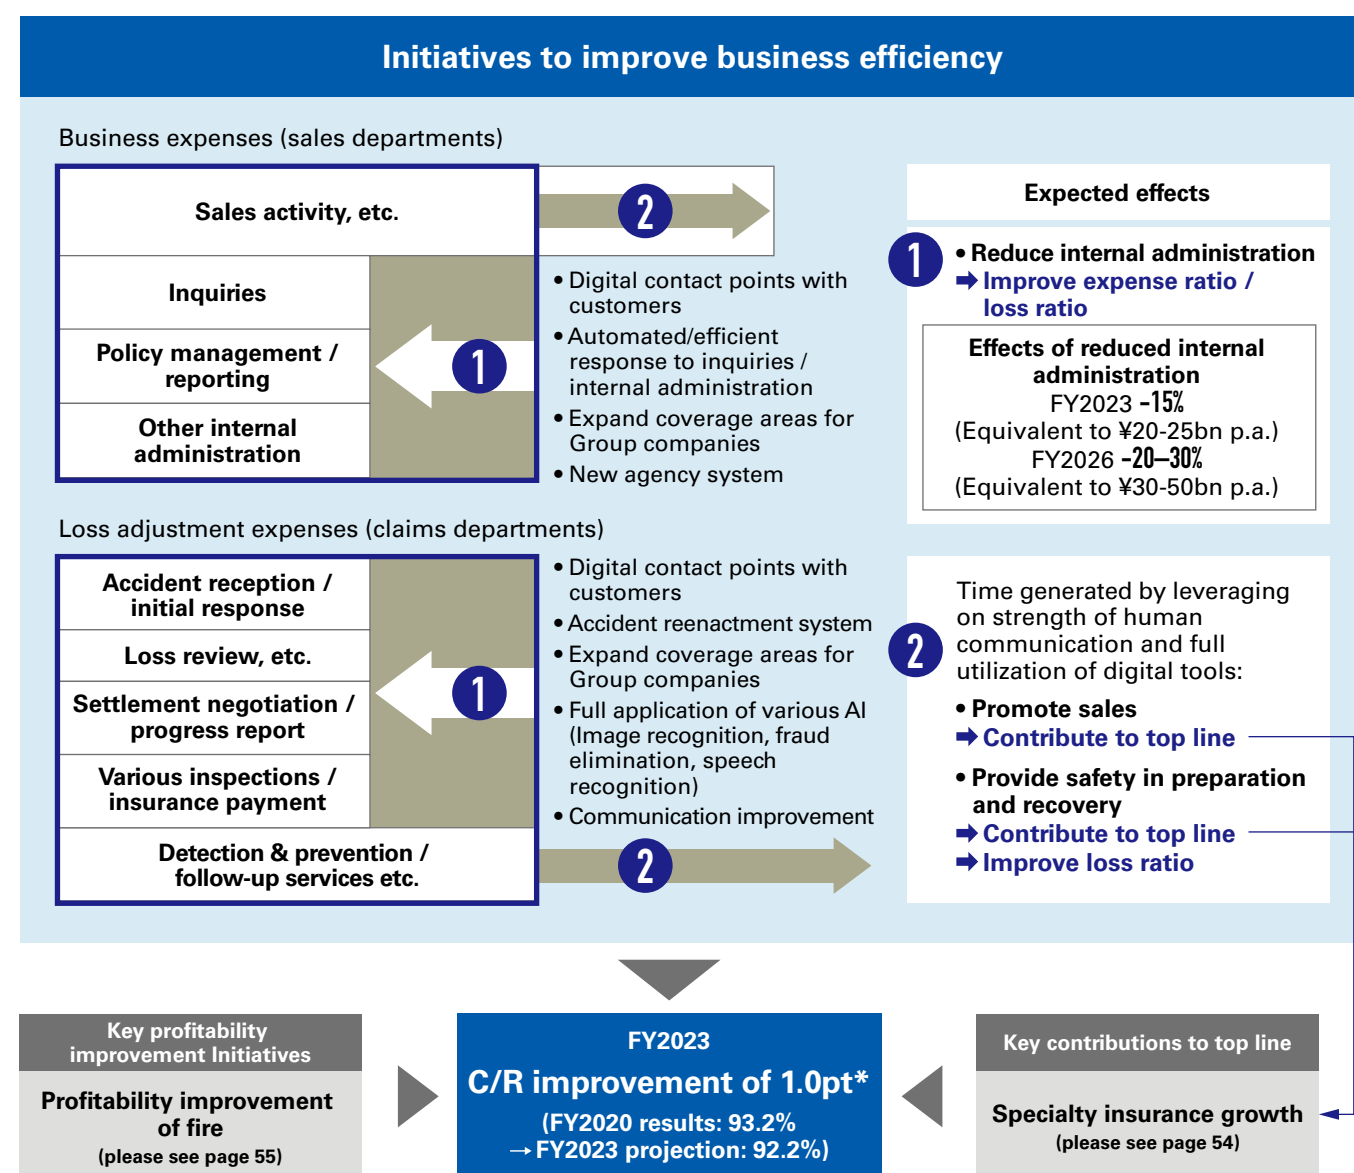 Initiatives to improve business efficiency
Business expenses (sales departments)
Sales activity, etc.
2
Inquiries
Policy management /
reporting
Other internal
administration
1
• Digital contact points with
customers
• Automated/efficient
response to inquiries /
internal administration
• Expand coverage areas for
Group companies
• New agency system
Loss adjustment expenses (claims departments)
Accident reception /
initial response
Loss review, etc.
Settlement negotiation /
progress report
Various inspections /
insurance payment
Detection & prevention /
follow-up services etc.
1
• Digital contact points with
customers
• Accident reenactment system
• Expand coverage areas for
Group companies
• Full application of various AI
(Image recognition, fraud
elimination, speech
recognition)
• Communication improvement
2
Expected effects
1
• Reduce internal administration
➡ Improve expense ratio /
loss ratio
Effects of reduced internal
administration
FY2023 -15%
(Equivalent to ¥20-25bn p.a.)
FY2026 -20–30%
(Equivalent to ¥30-50bn p.a.)
2
Time generated by leveraging
on strength of human
communication and full
utilization of digital tools:
• Promote sales
➡ Contribute to top line
• Provide safety in preparation
and recovery
➡ Contribute to top line
➡ Improve loss ratio
Key profitability
improvement Initiatives
Profitability improvement
of fire
(please see page 55)
FY2023
C/R improvement of 1.0pt*
(FY2020 results: 93.2%
→FY2023 projection: 92.2%)
Key contributions to top line
Specialty insurance growth
(please see page 54)